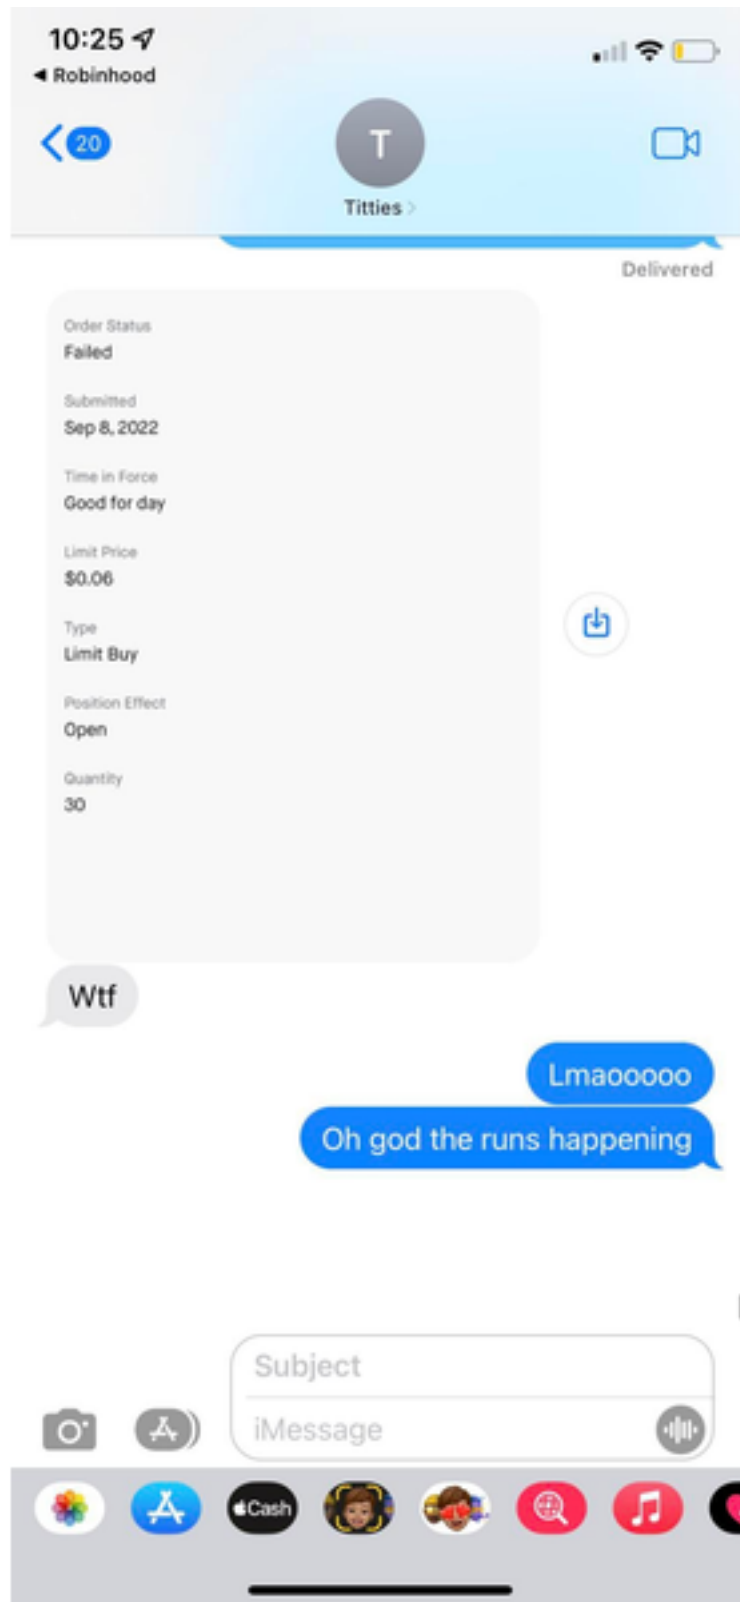 10:25
Robinhood
20
T
Titties
Delivered
Order Status
Failed
Submitted
Sep 8, 2022
Time in Force
Good for day
Limit Price
$0.06
Type
Limit Buy
Position Effect
Open
Quantity
30
Wtf
Lmaooooo
Oh god the runs happening
Subject
iMessage
Cash